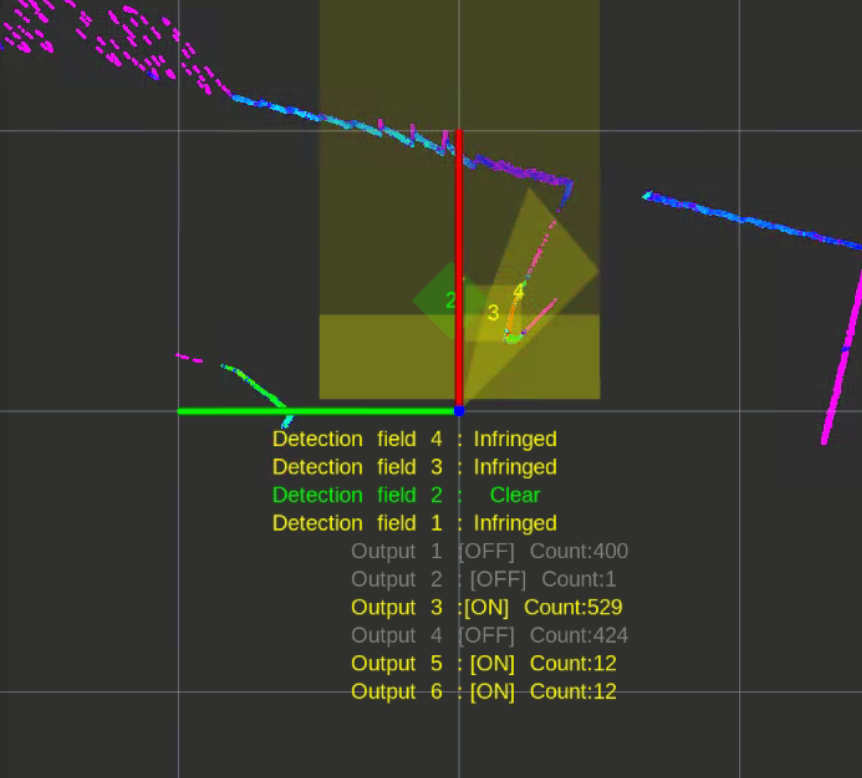 4
2
3
Detection field 4 : Infringed
Detection field 3 : Infringed
Detection field 2 : Clear
Detection field 1 : Infringed
Output 1 [OFF] Count:400
Output 2 : [OFF] Count:1
Output 3 :[ON] Count:529
Output 4 [OFF] Count:424
Output 5 : [ON] Count:12
Output 6 : [ON] Count:12